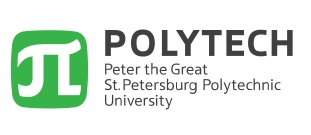 POLYTECH
Peter the Great
St.Petersburg Polytechnic
University